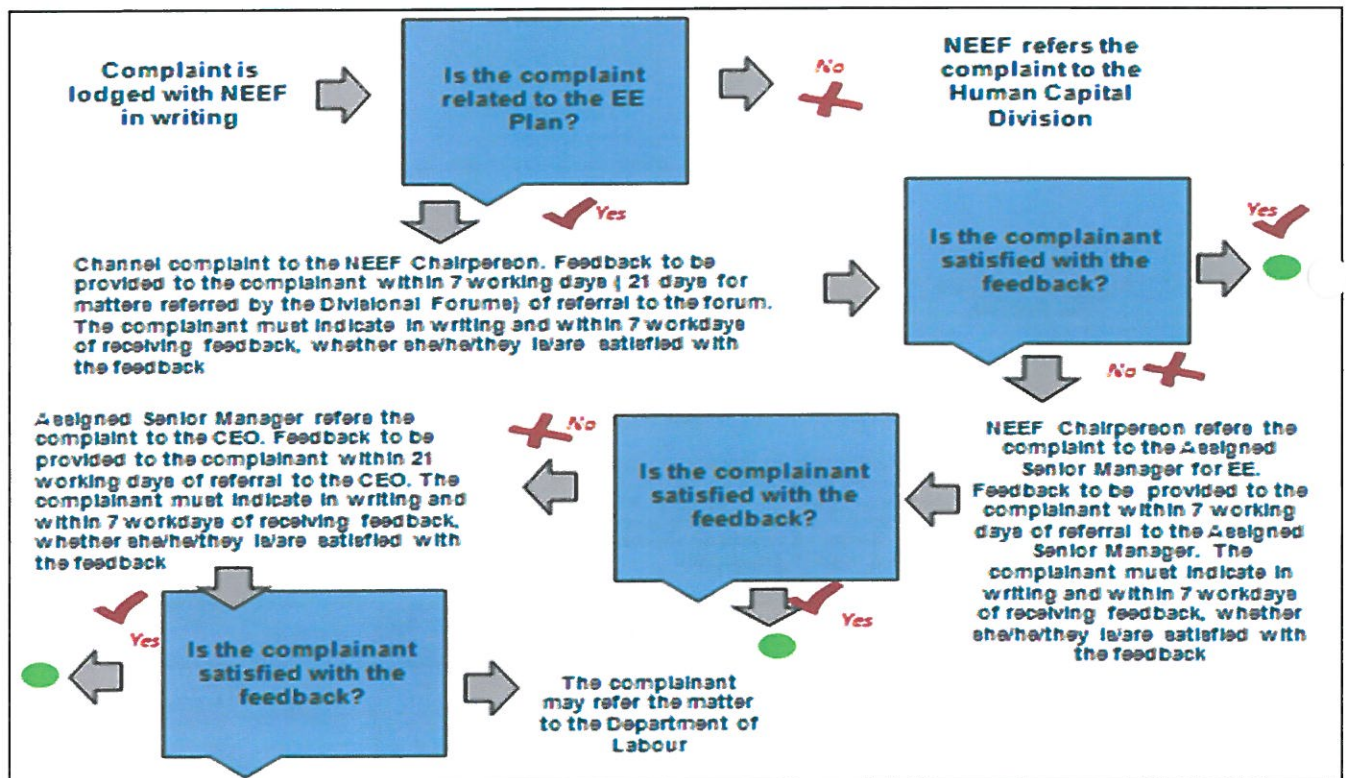 Complaint is
lodged with NEEF
in writing
Is the complaint
related to the EE
Plan?
No
NEEF refers the
complaint to the
Human Capital
Division
Yes
Channel complaint to the NEEF Chairperson. Feedback to be
provided to the complainant within 7 working days ( 21 days for
matters referred by the Divisional Forums) of referral to the forum.
The complainant must indicate in writing and within 7 workdays
of receiving feedback, whether she/he/they is/are satisfied with
the feedback
Is the complainant
satisfied with the
feedback?
Yes
No
NEEF Chairperson refers the
complaint to the Assigned
Senior Manager for EE.
Feedback to be provided to the
complainant within 7 working
days of referral to the Assigned
Senior Manager. The
complainant must indicate in
writing and within 7 workdays
of receiving feedback, whether
she/he/they is/are satisfied with
the feedback
Is the complainant
satisfied with the
feedback?
No
Yes
Assigned Senior Manager refers the
complaint to the CEO. Feedback to be
provided to the complainant within 21
working days of referral to the CEO. The
complainant must indicate in writing and
within 7 workdays of receiving feedback,
whether she/he/they is/are satisfied with
the feedback
Yes
Is the complainant
satisfied with the
feedback?
The complainant
may refer the matter
to the Department of
Labour